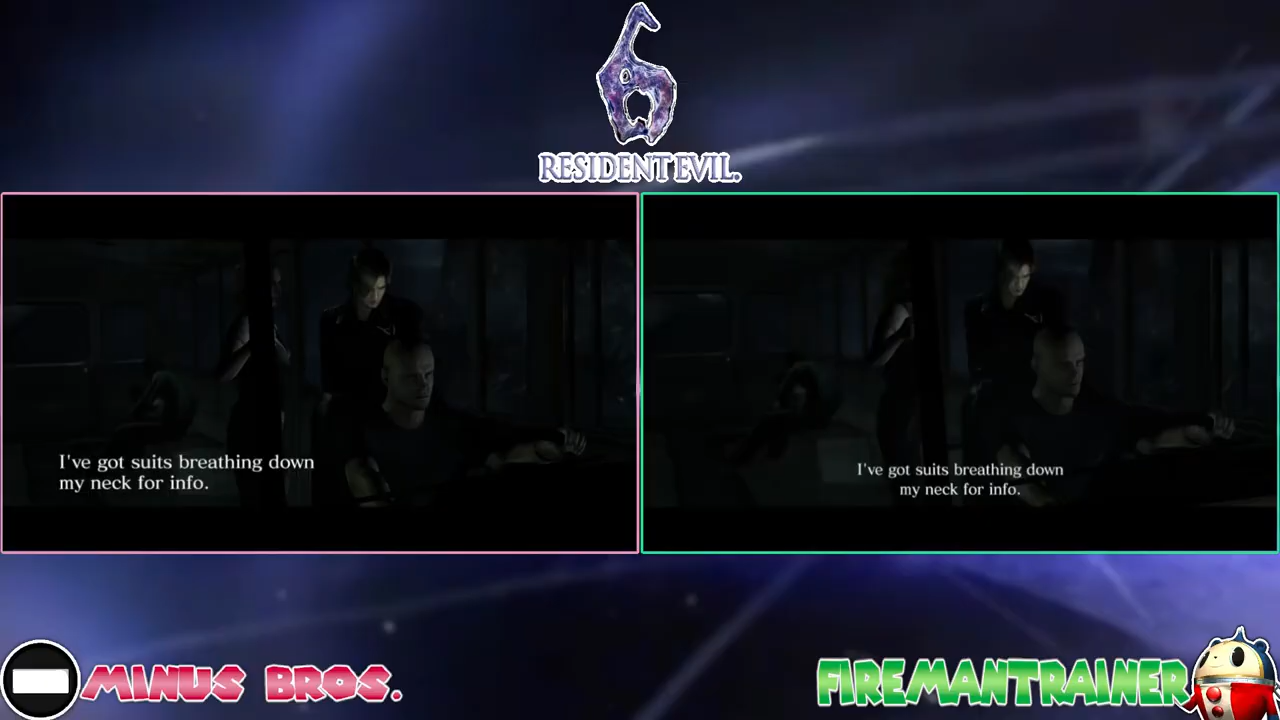 6
RESIDENT EVIL.
I've got suits breathing down
my neck for info.
I've got suits breathing down
my neck for info.
MINUS BROS.
FIREMANTRAINER